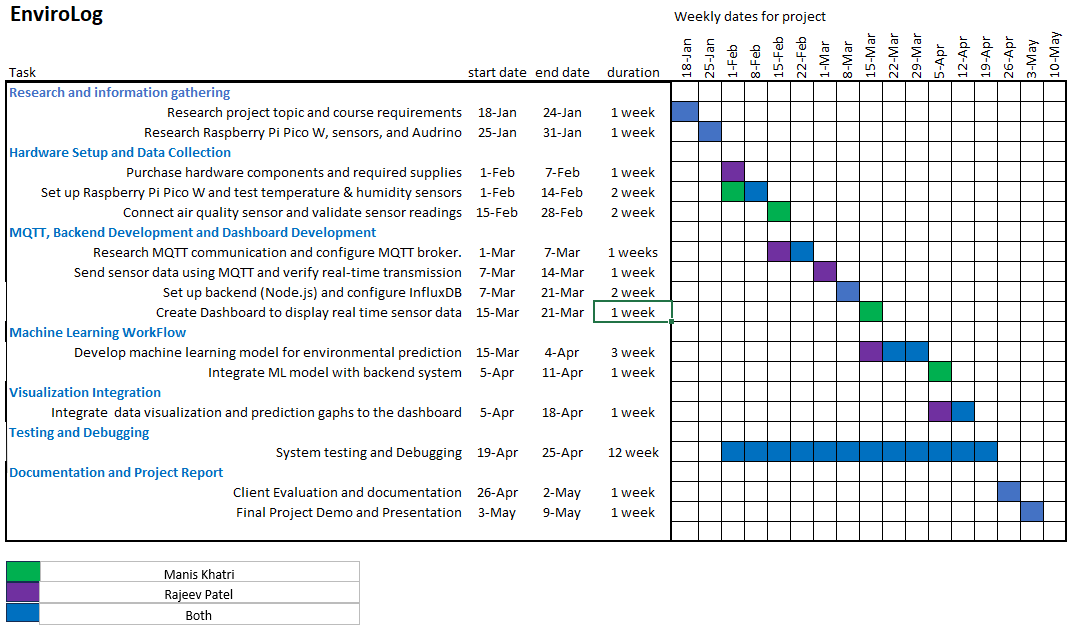 EnviroLog
Weekly dates for project
Task start date end date duration 18-Jan 25-Jan 1-Feb 8-Feb 15-Feb 22-Feb 1-Mar 8-Mar 15-Mar 22-Mar 29-Mar 5-Apr 12-Apr 19-Apr 26-Apr 3-May 10-May
Research and information gathering
Research project topic and course requirements 18-Jan 24-Jan 1 week
Research Raspberry Pi Pico W, sensors, and Audrino 25-Jan 31-Jan 1 week
Hardware Setup and Data Collection
Purchase hardware components and required supplies 1-Feb 7-Feb 1 week
Set up Raspberry Pi Pico W and test temperature & humidity sensors 1-Feb 14-Feb 2 week
Connect air quality sensor and validate sensor readings 15-Feb 28-Feb 2 week
MQTT, Backend Development and Dashboard Development
Research MQTT communication and configure MQTT broker. 1-Mar 7-Mar 1 weeks
Send sensor data using MQTT and verify real-time transmission 7-Mar 14-Mar 1 week
Set up backend (Node.js) and configure InfluxDB 7-Mar 21-Mar 2 week
Create Dashboard to display real time sensor data 15-Mar 21-Mar 1 week
Machine Learning WorkFlow
Develop machine learning model for environmental prediction 15-Mar 4-Apr 3 week
Integrate ML model with backend system 5-Apr 11-Apr 1 week
Visualization Integration
Integrate data visualization and prediction gaphs to the dashboard 5-Apr 18-Apr 1 week
Testing and Debugging
System testing and Debugging 19-Apr 25-Apr 12 week
Documentation and Project Report
Client Evaluation and documentation 26-Apr 2-May 1 week
Final Project Demo and Presentation 3-May 9-May 1 week
Manis Khatri
Rajeev Patel
Both